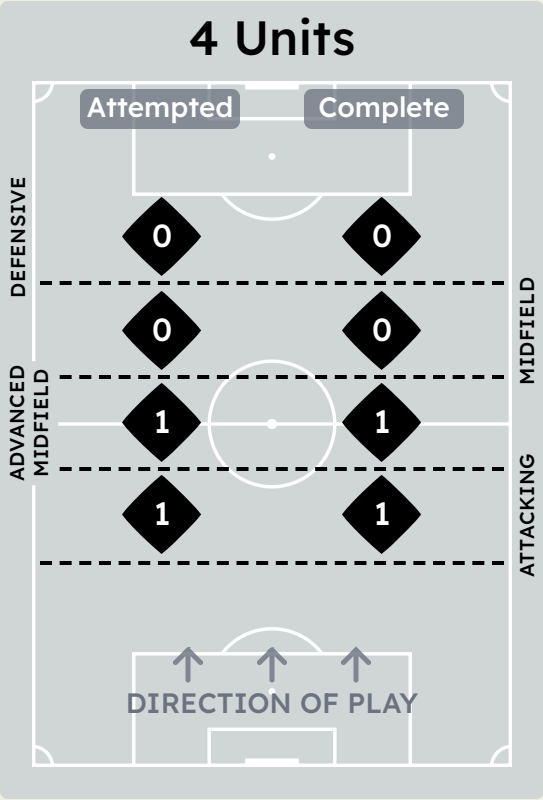 4 Units
Attempted
Complete
DEFENSIVE
0
0
MIDFIELD
0
0
ADVANCED
MIDFIELD
1
1
ATTACKING
1
1
DIRECTION OF PLAY